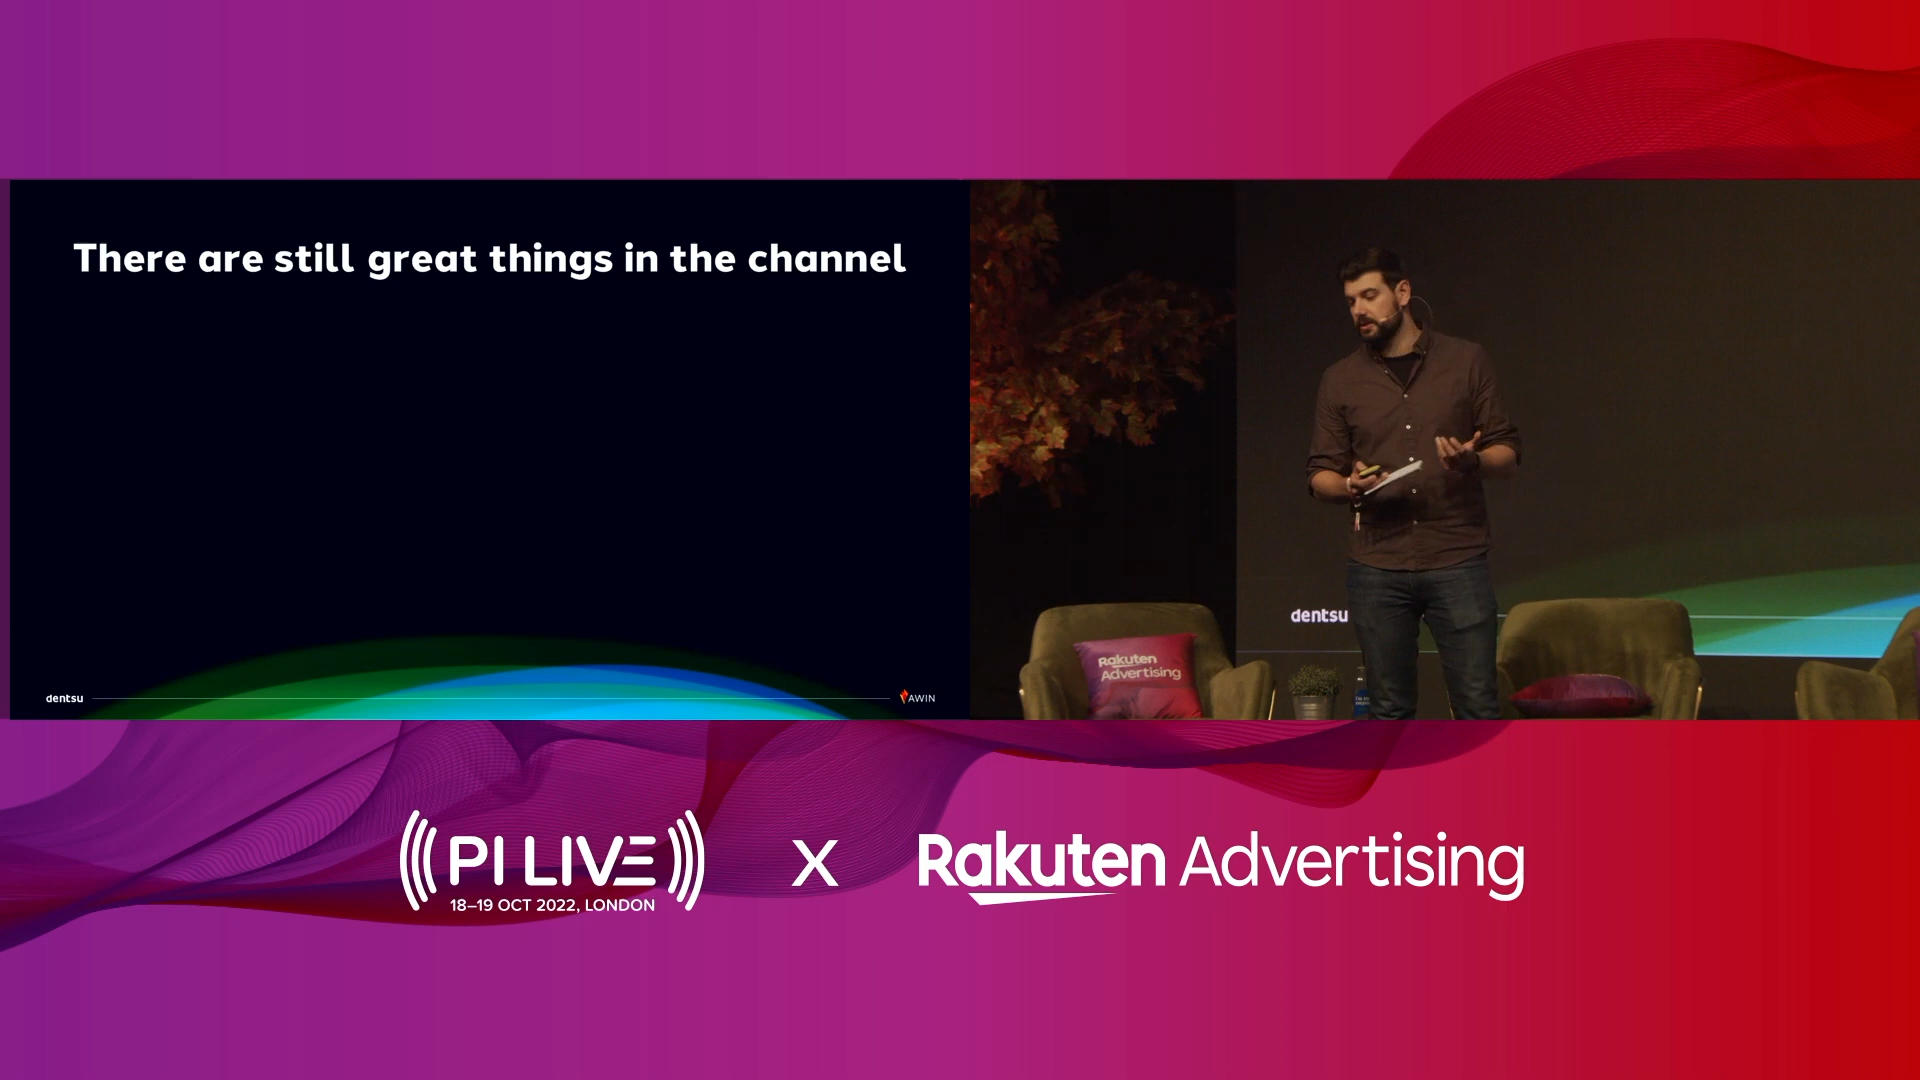 There are still great things in the channel
dentsu
AWIN
dentsu
Rakuten
Advertising
PI LIVE
18–19 OCT 2022, LONDON
X
Rakuten Advertising